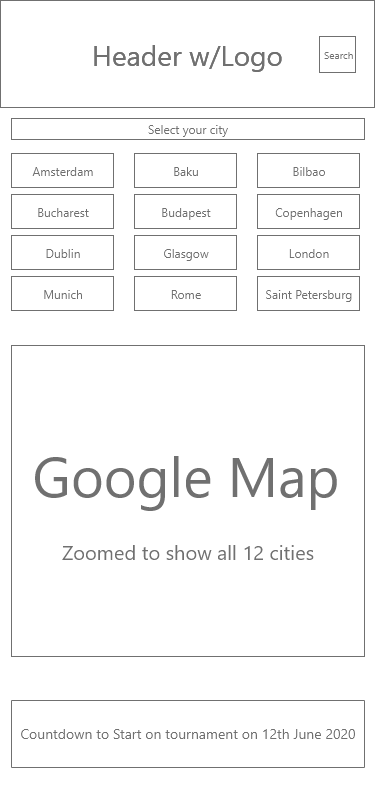 Header w/Logo
Search
Select your city
Amsterdam
Baku
Bilbao
Bucharest
Budapest
Copenhagen
Dublin
Glasgow
London
Munich
Rome
Saint Petersburg
Google Map
Zoomed to show all 12 cities
Countdown to Start on tournament on 12th June 2020